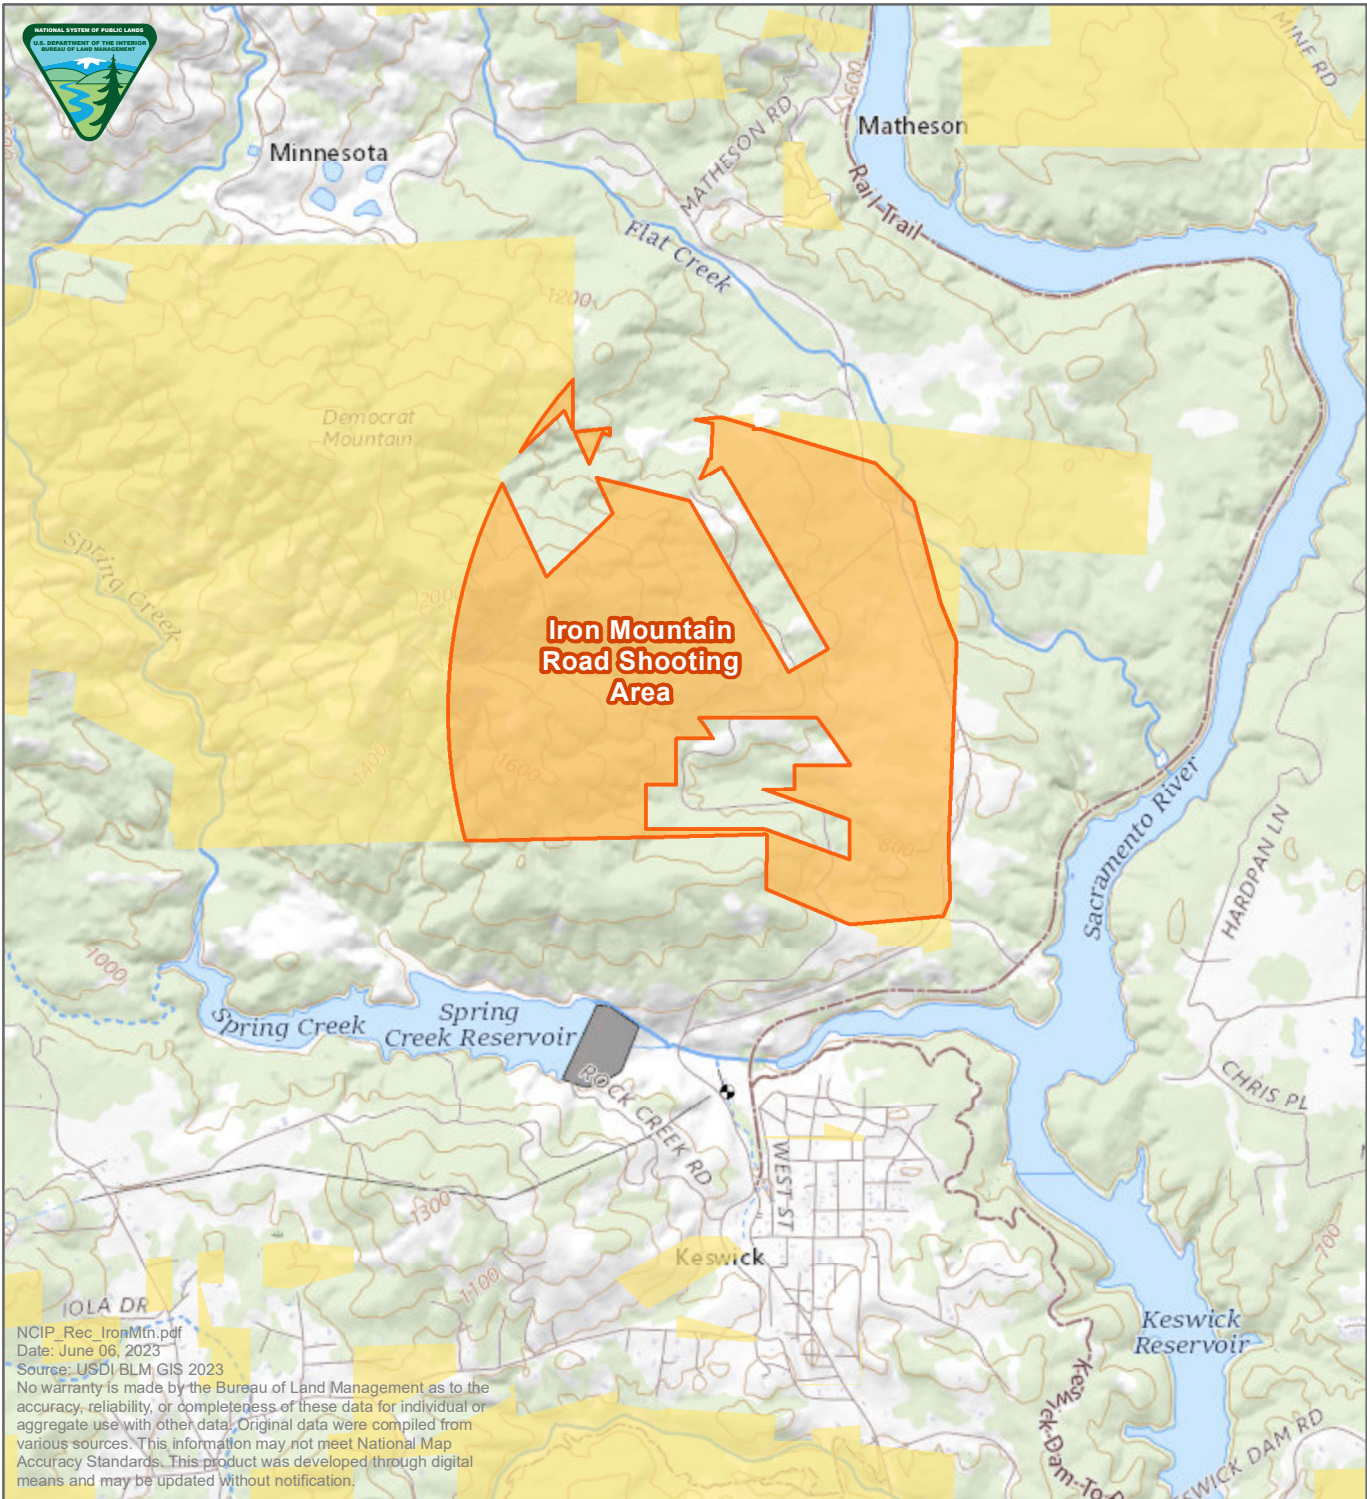 NATIONAL SYSTEM OF PUBLIC LANDS
U.S. DEPARTMENT OF THE INTERIOR
BUREAU OF LAND MANAGEMENT
MINE RD
600
Matheson
MATHESON RD
Minnesota
Rail-Trail
Flat Creek
1200
Democrat
Mountain
Spring Creek
2000
Iron Mountain
Road Shooting
Area
1400
1600
800
Sacramento River
HARDPAN LN
1000
Spring Creek
Spring
Creek Reservoir
ROCK CREEK RD
CHRIS PL
WEST ST
1300
700
Keswick
1100
IOLA DR
Keswick
Reservoir
NCIP_Rec_IronMtn.pdf
Date: June 06, 2023
Source: USDI BLM GIS 2023
No warranty is made by the Bureau of Land Management as to the
accuracy, reliability, or completeness of these data for individual or
aggregate use with other data. Original data were compiled from
various sources. This information may not meet National Map
Accuracy Standards. This product was developed through digital
means and may be updated without notification.
SWICK DAM RD